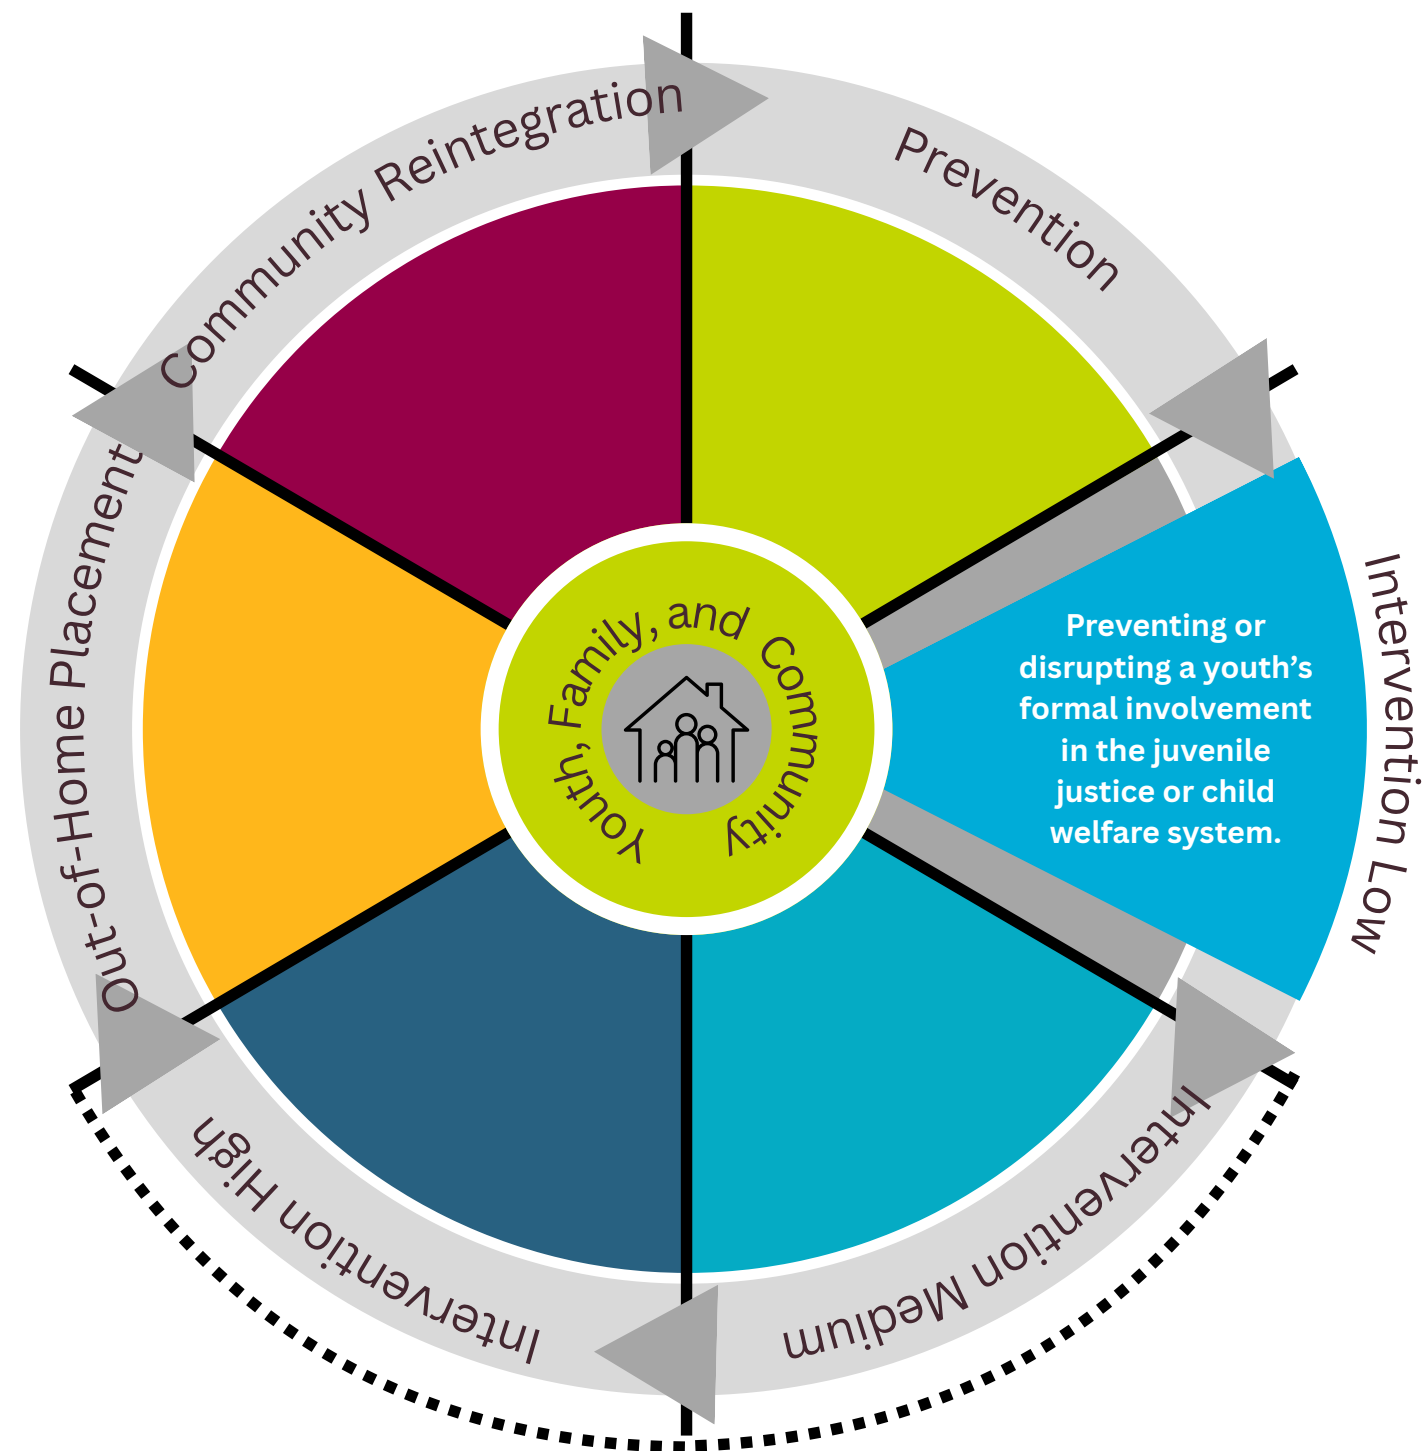 Community Reintegration
Prevention
Intervention Low
Preventing or
disrupting a youth’s
formal involvement
in the juvenile
justice or child
welfare system.
Intervention Medium
Intervention High
Out-of-Home Placement
Youth, Family, and Community